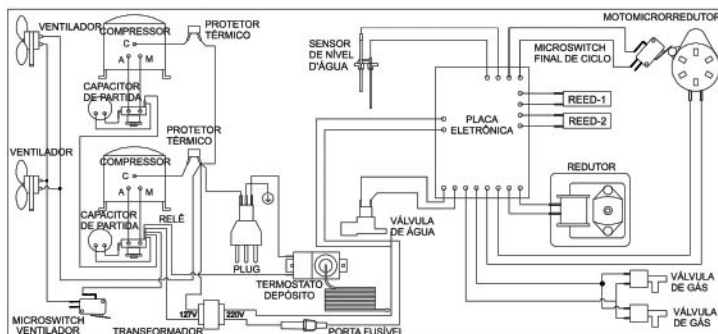 VENTILADOR
COMPRESSOR
C
A
M
PROTETOR
TÉRMICO
CAPACITOR
DE PARTIDA
VENTILADOR
COMPRESSOR
C
A
M
PROTETOR
TÉRMICO
CAPACITOR
DE PARTIDA
RELÊ
MICROSWITCH
VENTILADOR
PLUG
TERMOSTATO
DEPÓSITO
127V
220V
TRANSFORMADOR
PORTA FUSÍVEL
SENSOR
DE NÍVEL
D'ÁGUA
PLACA
ELETRÔNICA
VÁLVULA
DE ÁGUA
MOTOMICRORREDUTOR
MICROSWITCH
FINAL DE CICLO
REED-1
REED-2
REDUTOR
VÁLVULA
DE GÁS
VÁLVULA
DE GÁS